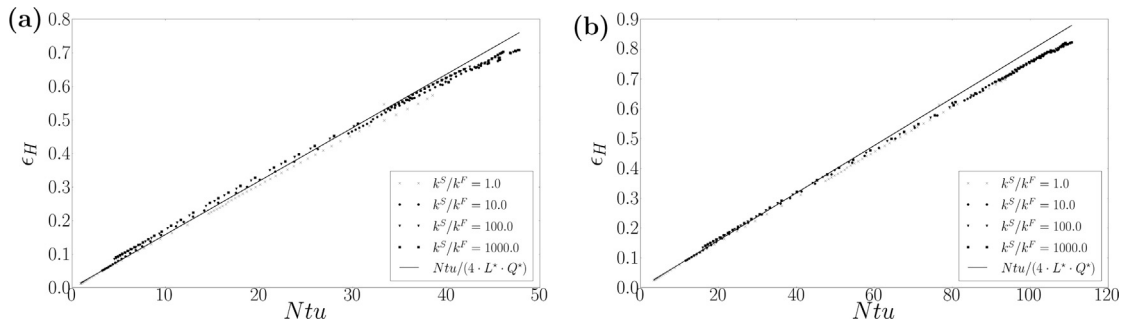 (a)
0.8
0.7
0.6
0.5
0.4
0.3
0.2
0.1
0.0
ϵ_H
0 10 20 30 40 50
Ntu
k^S/k^F = 1.0
k^S/k^F = 10.0
k^S/k^F = 100.0
k^S/k^F = 1000.0
Ntu/(4 · L* · Q*)
(b)
0.9
0.8
0.7
0.6
0.5
0.4
0.3
0.2
0.1
0.0
ϵ_H
0 20 40 60 80 100 120
Ntu
k^S/k^F = 1.0
k^S/k^F = 10.0
k^S/k^F = 100.0
k^S/k^F = 1000.0
Ntu/(4 · L* · Q*)